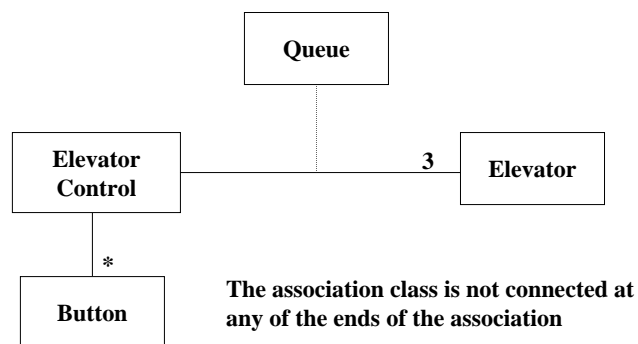 Queue
Elevator
Control
3
Elevator
*
Button
The association class is not connected at
any of the ends of the association